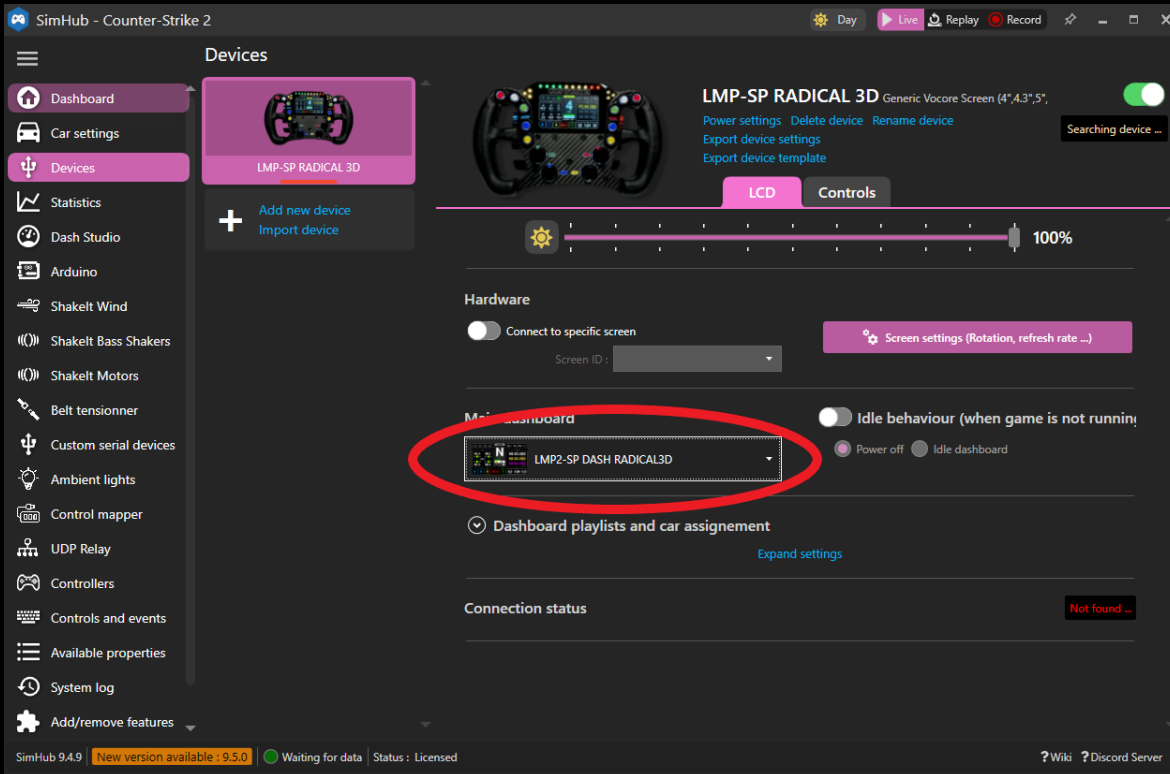 SimHub - Counter-Strike 2
Day
Live
Replay
Record
Devices
Dashboard
Car settings
Devices
Statistics
Dash Studio
Arduino
ShakeIt Wind
ShakeIt Bass Shakers
ShakeIt Motors
Belt tensionner
Custom serial devices
Ambient lights
Control mapper
UDP Relay
Controllers
Controls and events
Available properties
System log
Add/remove features
LMP-SP RADICAL 3D
Add new device
Import device
LMP-SP RADICAL 3D Generic Vocore Screen (4",4.3",5",
Power settings Delete device Rename device
Export device settings
Export device template
Searching device ...
LCD
Controls
100%
Hardware
Connect to specific screen
Screen ID :
Screen settings (Rotation, refresh rate ...)
Main dashboard
N
LMP2-SP DASH RADICAL3D
Idle behaviour (when game is not running
Power off
Idle dashboard
Dashboard playlists and car assignement
Expand settings
Connection status
Not found ...
SimHub 9.4.9
New version available : 9.5.0
Waiting for data
Status : Licensed
? Wiki
? Discord Server